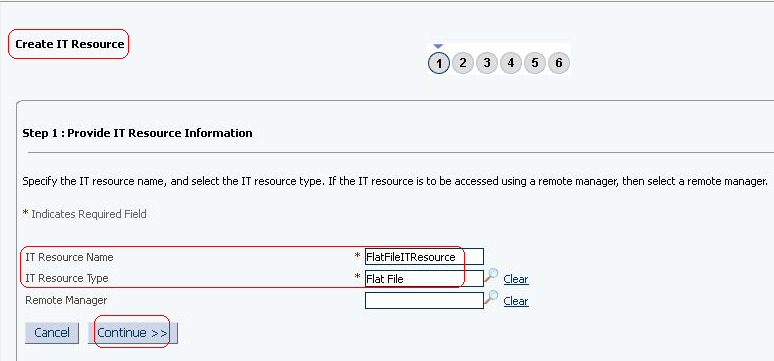 Create IT Resource
1 2 3 4 5 6
Step 1 : Provide IT Resource Information
Specify the IT resource name, and select the IT resource type. If the IT resource is to be accessed using a remote manager, then select a remote manager.
* Indicates Required Field
IT Resource Name * FlatFileITResource
IT Resource Type * Flat File Clear
Remote Manager Clear
Cancel Continue >>